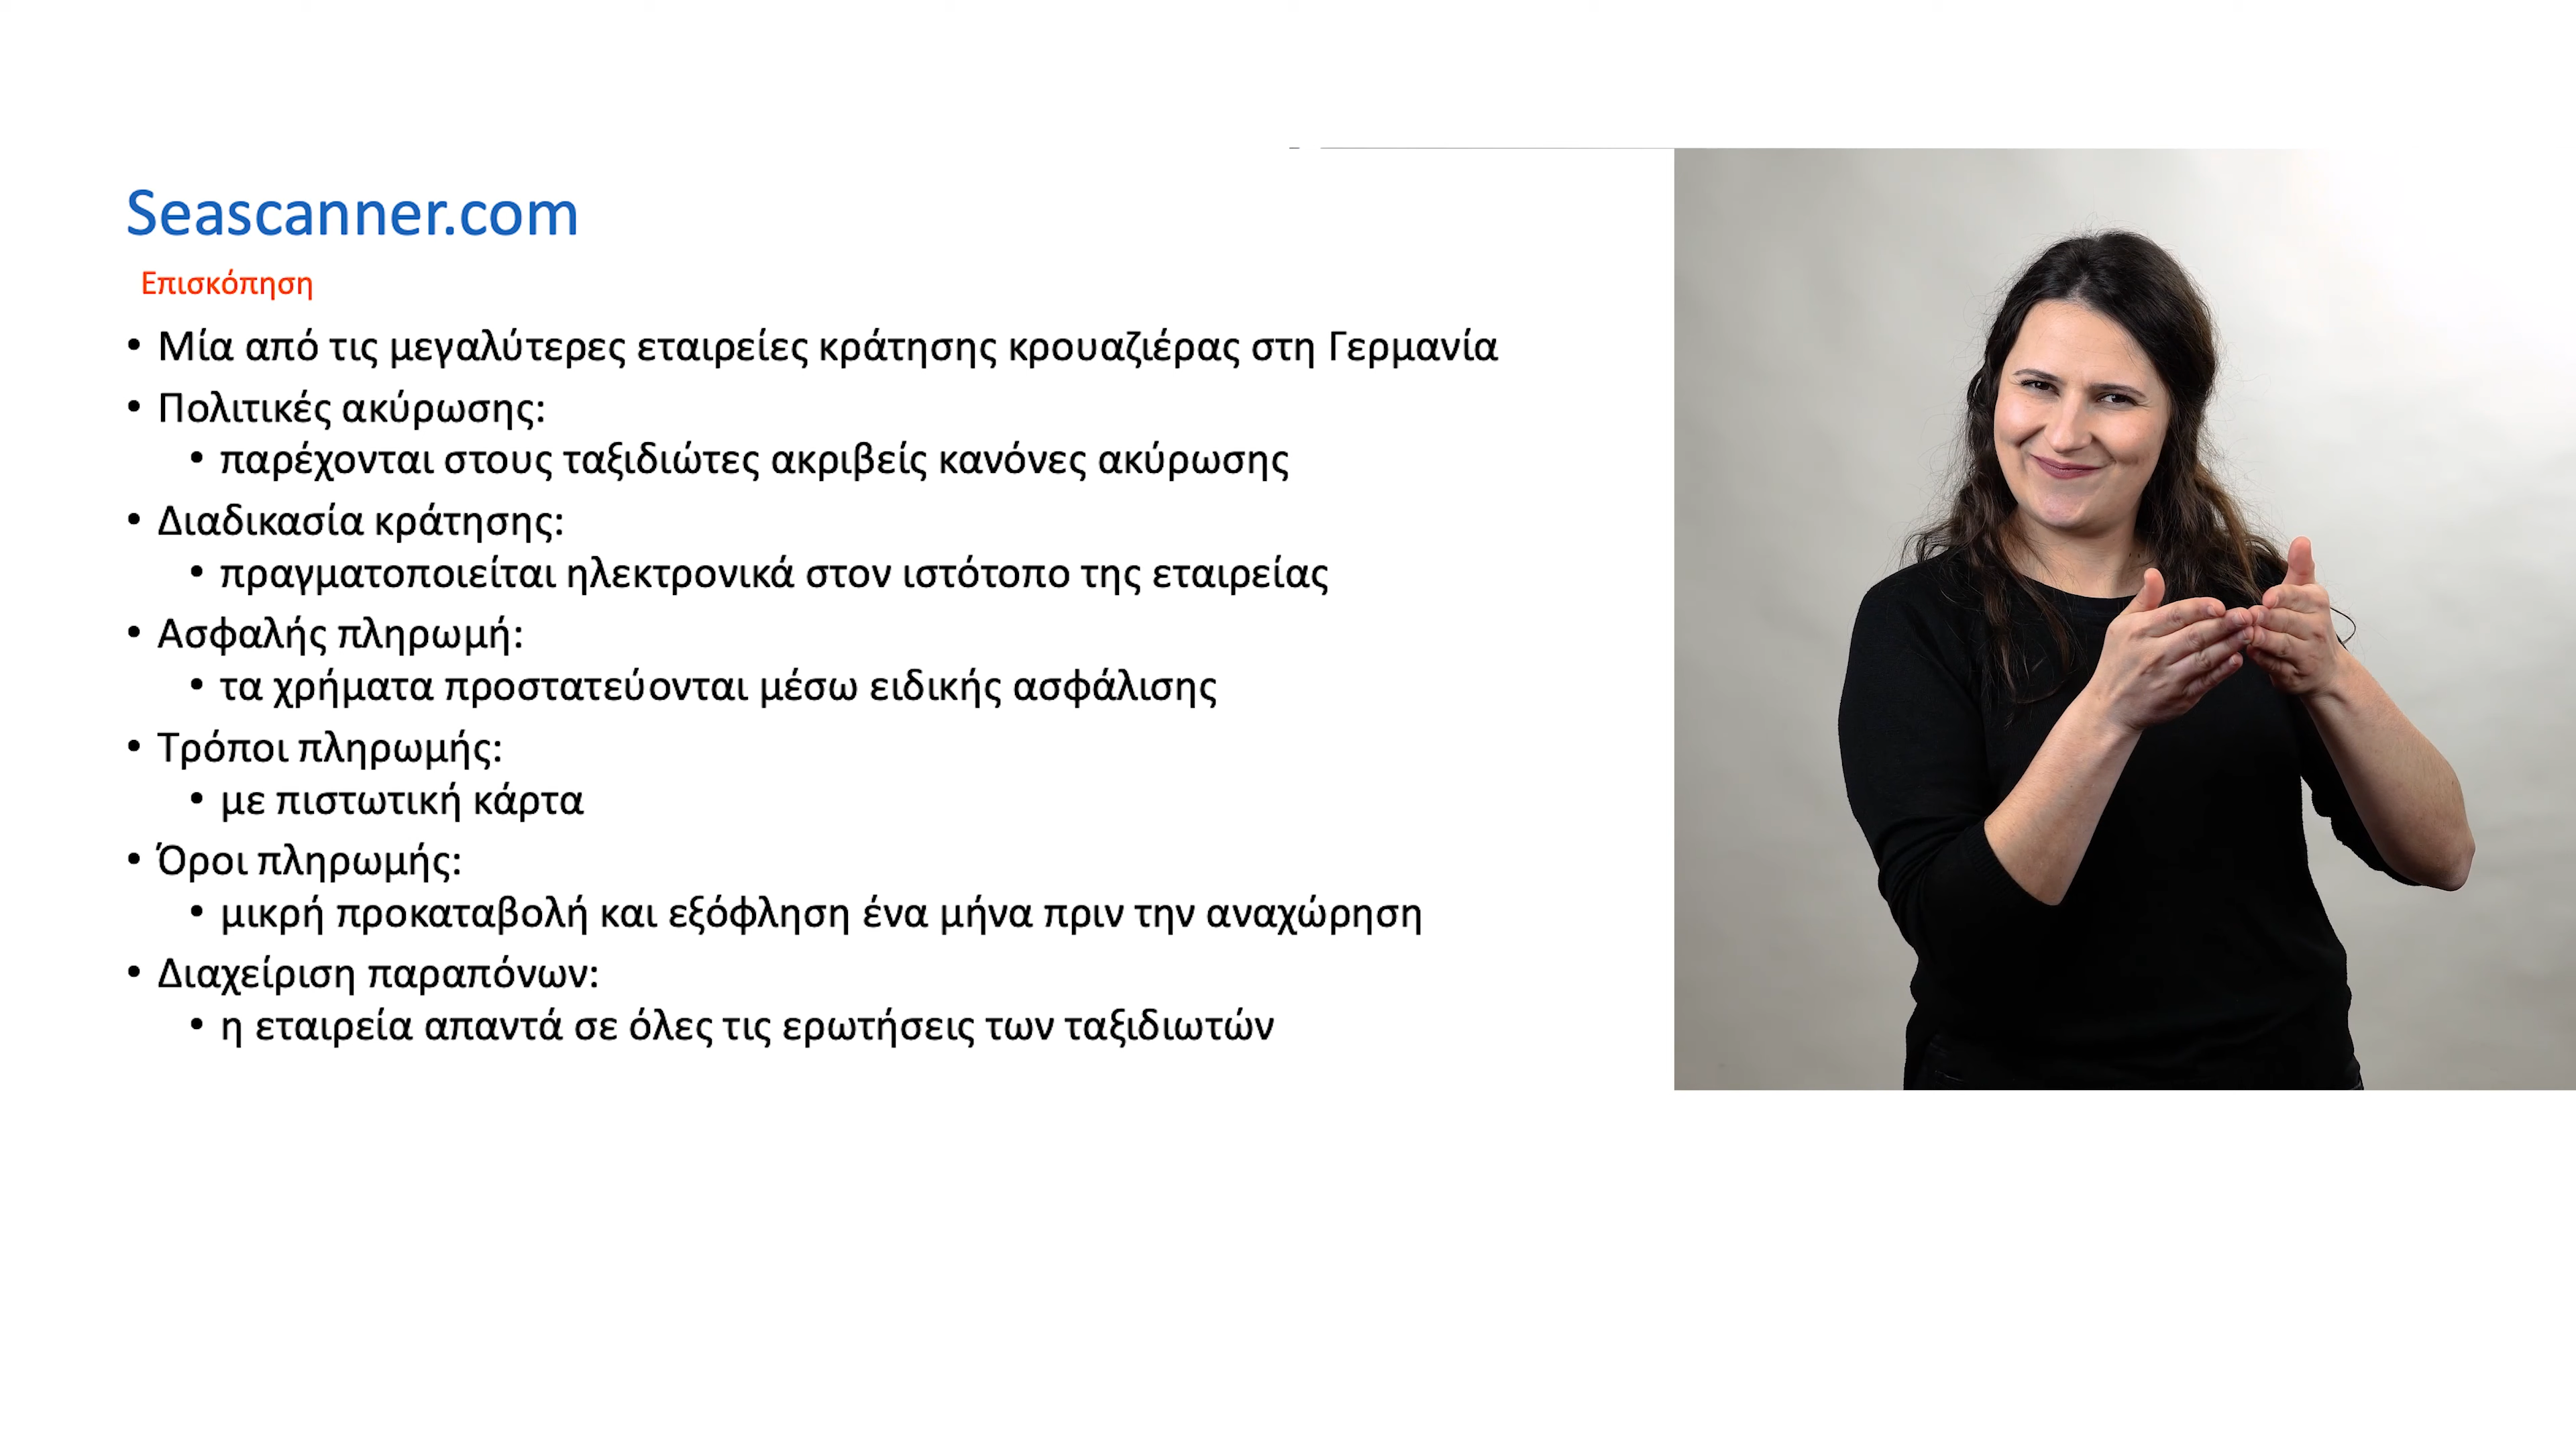 Seascanner.com
Επισκόπηση
• Μία από τις μεγαλύτερες εταιρείες κράτησης κρουαζιέρας στη Γερμανία
• Πολιτικές ακύρωσης:
• παρέχονται στους ταξιδιώτες ακριβείς κανόνες ακύρωσης
• Διαδικασία κράτησης:
• πραγματοποιείται ηλεκτρονικά στον ιστότοπο της εταιρείας
• Ασφαλής πληρωμή:
• τα χρήματα προστατεύονται μέσω ειδικής ασφάλισης
• Τρόποι πληρωμής:
• με πιστωτική κάρτα
• Όροι πληρωμής:
• μικρή προκαταβολή και εξόφληση ένα μήνα πριν την αναχώρηση
• Διαχείριση παραπόνων:
• η εταιρεία απαντά σε όλες τις ερωτήσεις των ταξιδιωτών